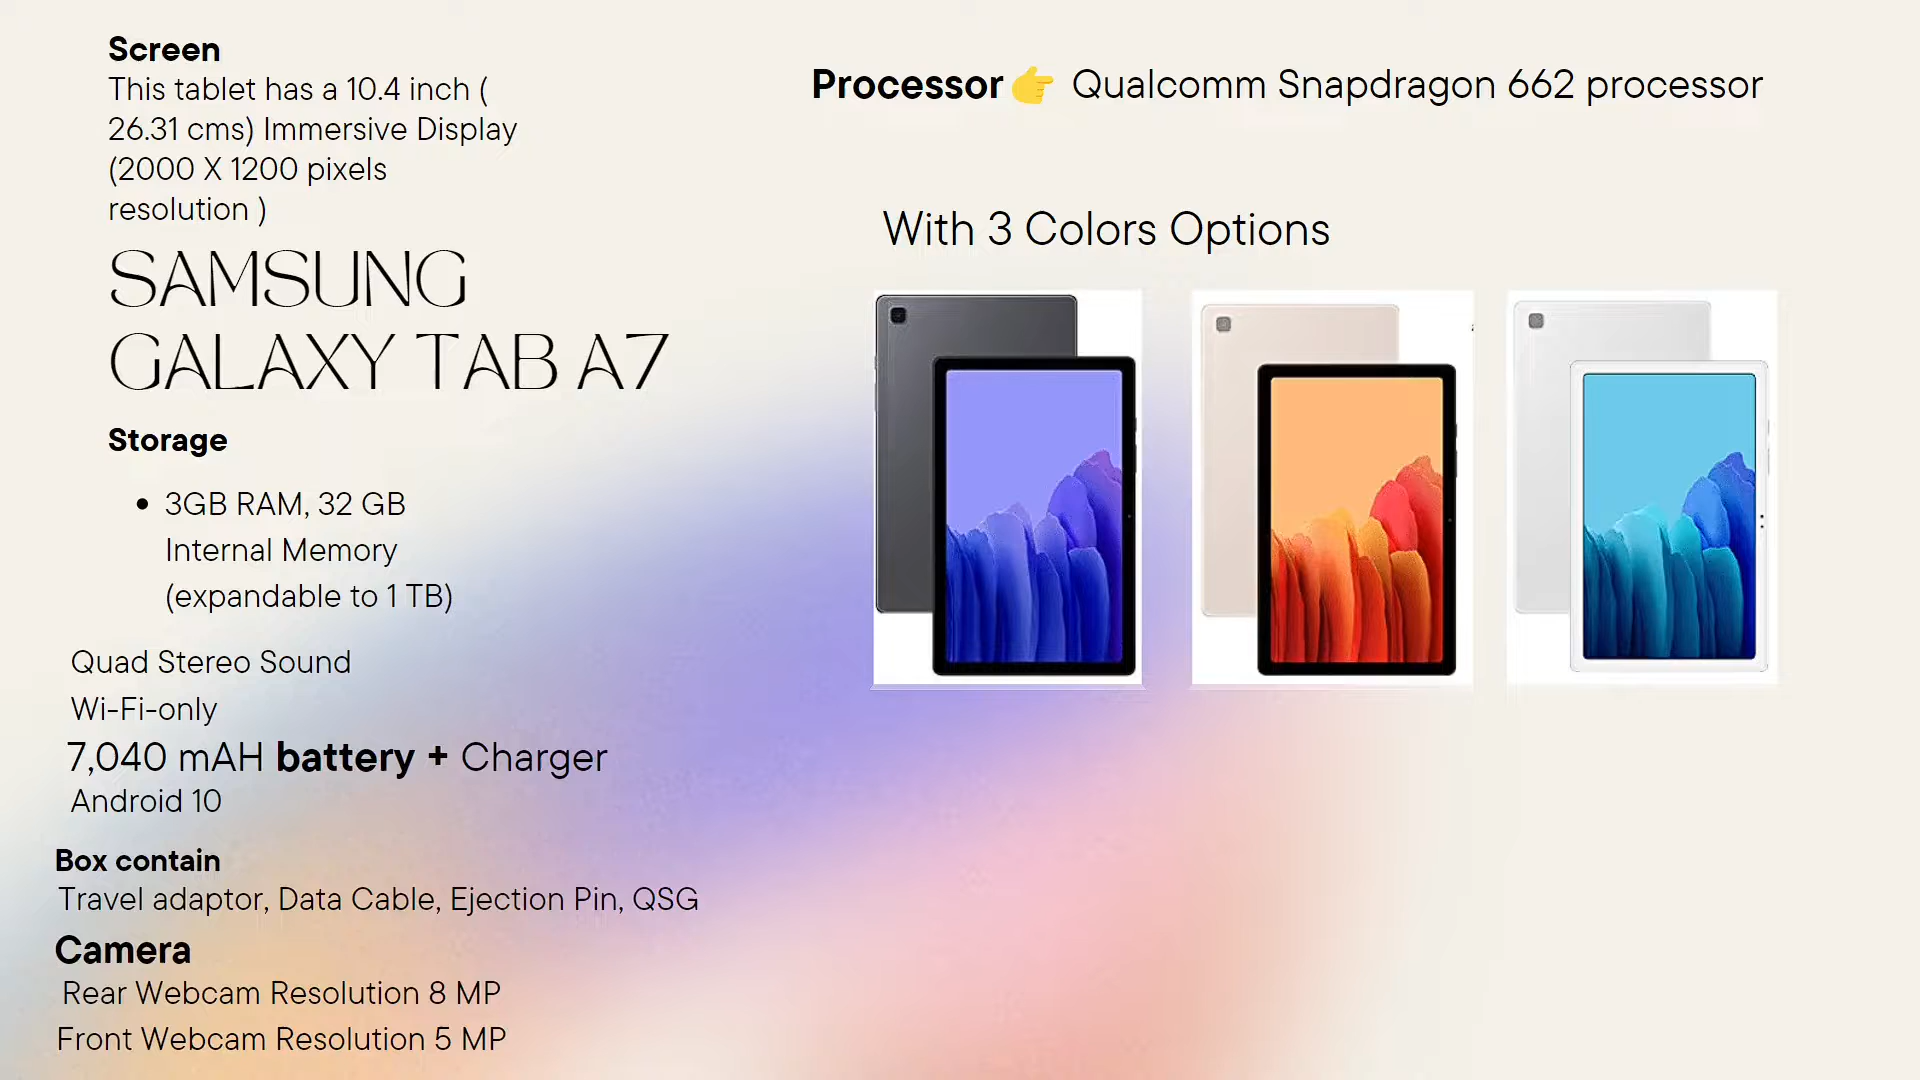 Screen
This tablet has a 10.4 inch (
26.31 cms) Immersive Display
(2000 X 1200 pixels
resolution )
SAMSUNG
GALAXY TAB A7
Storage
• 3GB RAM, 32 GB
Internal Memory
(expandable to 1 TB)
Quad Stereo Sound
Wi-Fi-only
7,040 mAH battery + Charger
Android 10
Box contain
Travel adaptor, Data Cable, Ejection Pin, QSG
Camera
Rear Webcam Resolution 8 MP
Front Webcam Resolution 5 MP
Processor 👉 Qualcomm Snapdragon 662 processor
With 3 Colors Options